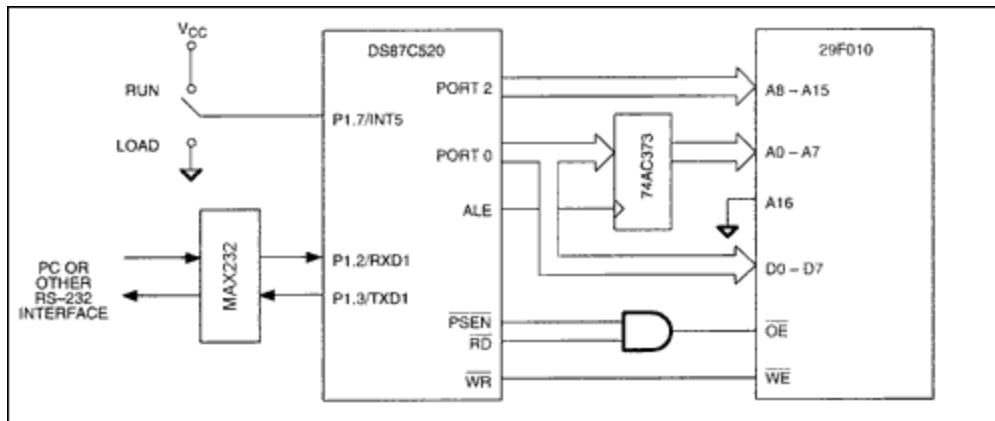 VCC
RUN
LOAD
DS87C520
P1.7/INT5
P1.2/RXD1
P1.3/TXD1
PORT 2
PORT 0
ALE
PSEN
RD
WR
MAX232
PC OR
OTHER
RS-232
INTERFACE
74AC373
29F010
A8 – A15
A0 – A7
A16
D0 – D7
OE
WE